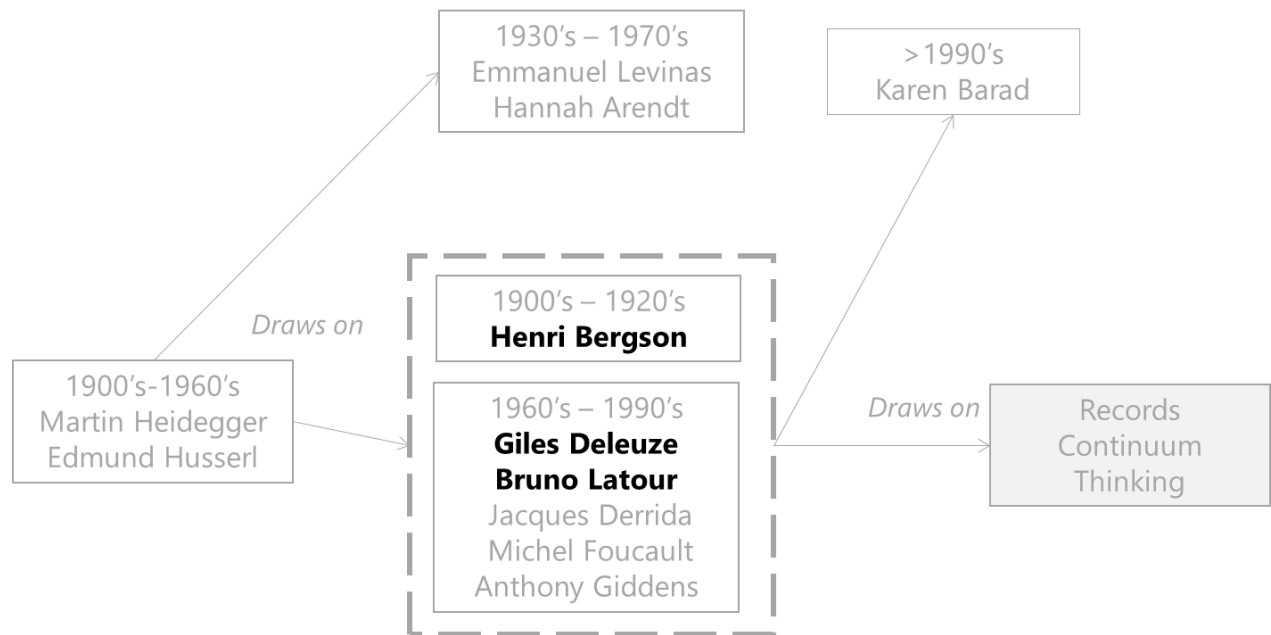 1930's – 1970's
Emmanuel Levinas
Hannah Arendt
>1990's
Karen Barad
Draws on
1900's-1960's
Martin Heidegger
Edmund Husserl
1900's – 1920's
Henri Bergson
1960's – 1990's
Giles Deleuze
Bruno Latour
Jacques Derrida
Michel Foucault
Anthony Giddens
Draws on
Records
Continuum
Thinking